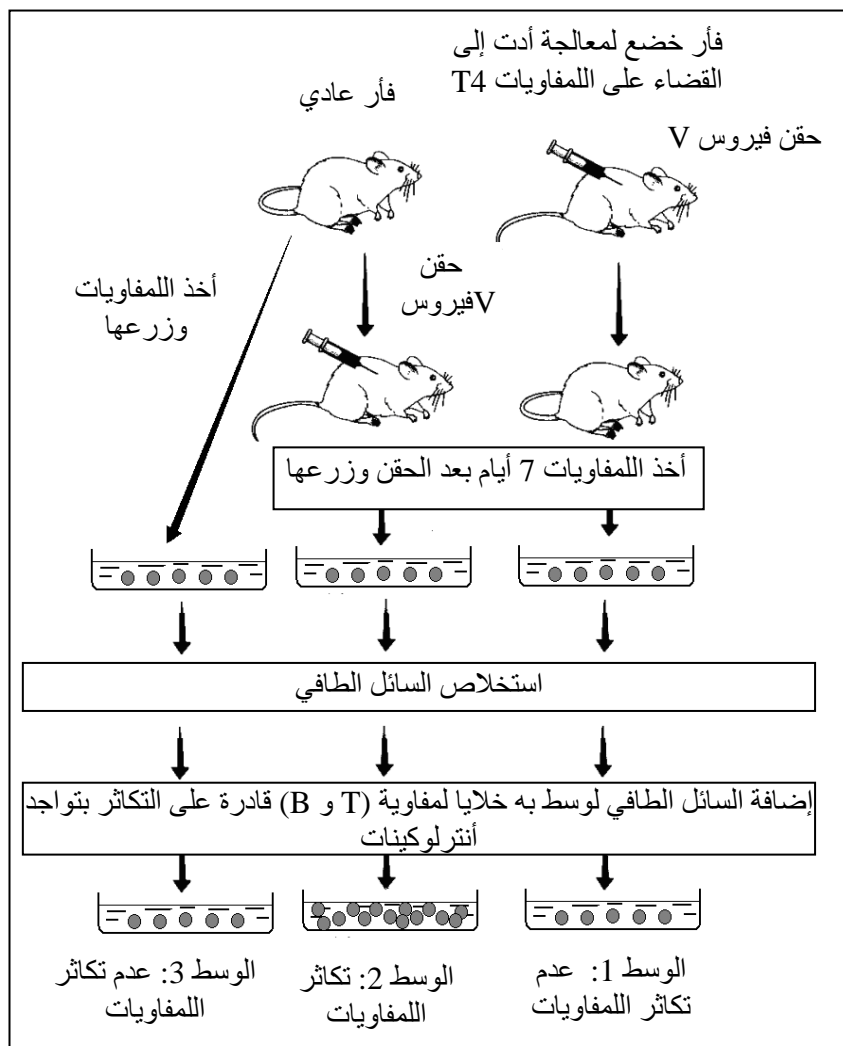 فأر خضع لمعالجة أدت إلى
القضاء على اللمفاويات T4
فأر عادي
حقن فيروس V
حقن
فيروسV
أخذ اللمفاويات
وزرعها
أخذ اللمفاويات 7 أيام بعد الحقن وزرعها
استخلاص السائل الطافي
إضافة السائل الطافي لوسط به خلايا لمفاوية (T و B) قادرة على التكاثر بتواجد
أنترلوكينات
الوسط 1: عدم
تكاثر اللمفاويات
الوسط 2: تكاثر
اللمفاويات
الوسط 3: عدم تكاثر
اللمفاويات